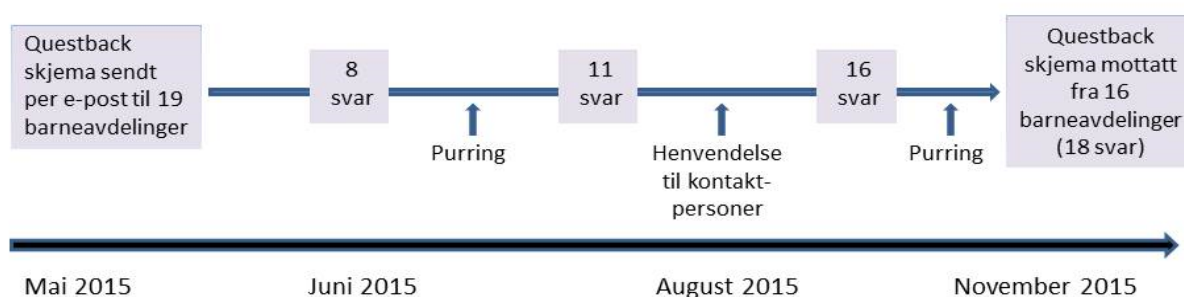 Questback
skjema sendt
per e-post til 19
barneavdelinger
8
svar
Purring
11
svar
Henvendelse
til kontakt-
personer
16
svar
Purring
Questback
skjema mottatt
fra 16
barneavdelinger
(18 svar)
Mai 2015
Juni 2015
August 2015
November 2015